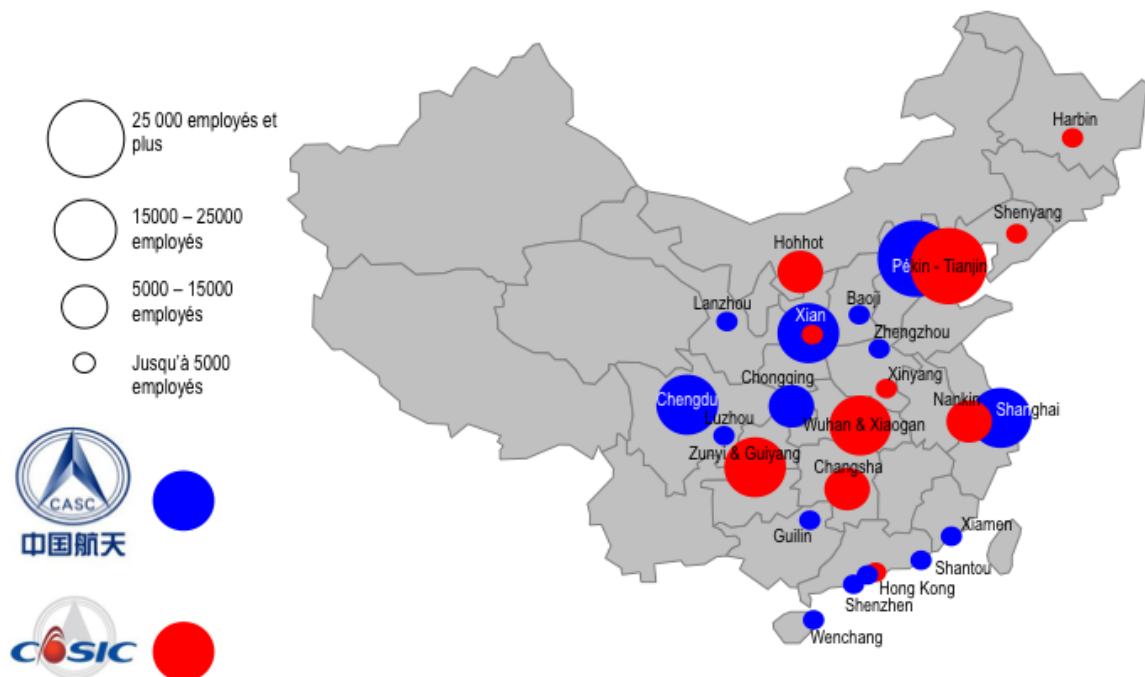 25 000 employés et
plus
15000 – 25000
employés
5000 – 15000
employés
Jusqu'à 5000
employés
CASC
中国航天
COSIC
Harbin
Shenyang
Hohhot
Pékin - Tianjin
Lanzhou
Baoji
Xian
Zhengzhou
Chongqing
Xinyang
Chengdu
Nankin
Shanghai
Luzhou
Wuhan & Xiaogan
Zunyi & Guiyang
Changsha
Guilin
Xiamen
Shantou
Hong Kong
Shenzhen
Wenchang